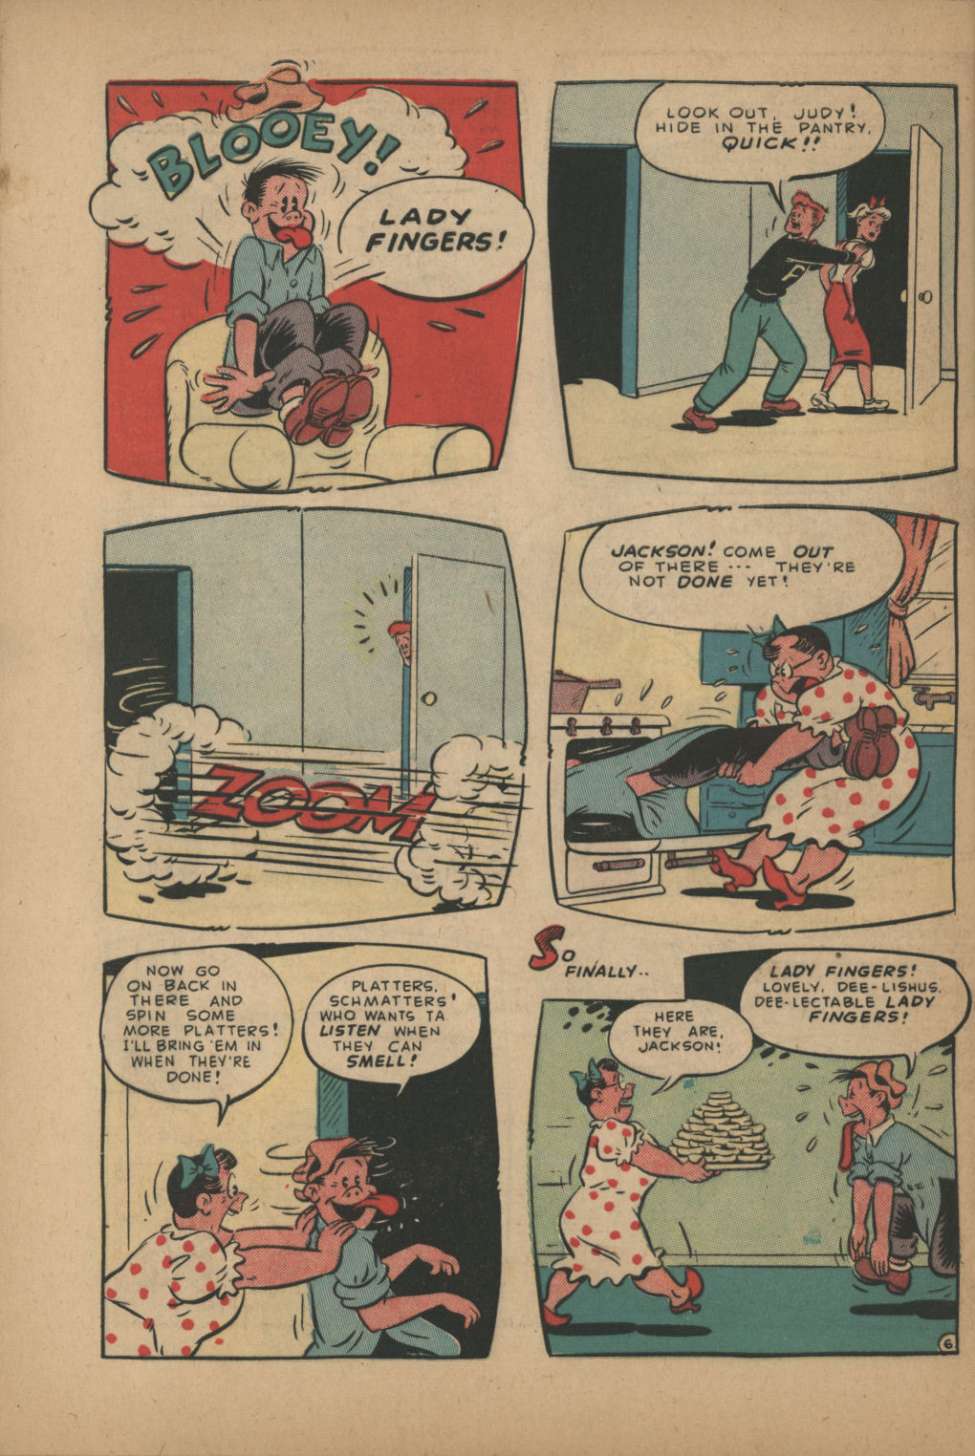 BLOOEY!
LADY
FINGERS!
LOOK OUT, JUDY!
HIDE IN THE PANTRY,
QUICK!!
P
ZOOM
JACKSON! COME OUT
OF THERE --- THEY'RE
NOT DONE YET!
NOW GO
ON BACK IN
THERE AND
SPIN SOME
MORE PLATTERS!
I'LL BRING 'EM IN
WHEN THEY'RE
DONE!
PLATTERS,
SCHMATTERS!
WHO WANTS TA
LISTEN WHEN
THEY CAN
SMELL!
SO
FINALLY..
HERE
THEY ARE,
JACKSON!
LADY FINGERS!
LOVELY, DEE-LISHUS,
DEE-LECTABLE LADY
FINGERS!
6